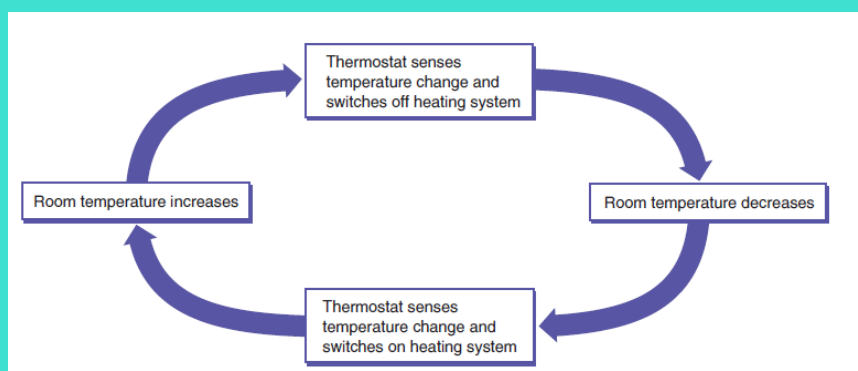 Thermostat senses
temperature change and
switches off heating system
Room temperature increases
Room temperature decreases
Thermostat senses
temperature change and
switches on heating system